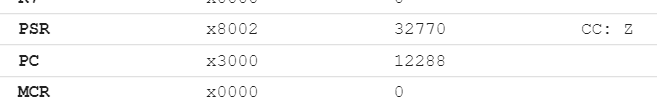 PSR x8002 32770 CC: Z
PC x3000 12288
MCR x0000 0